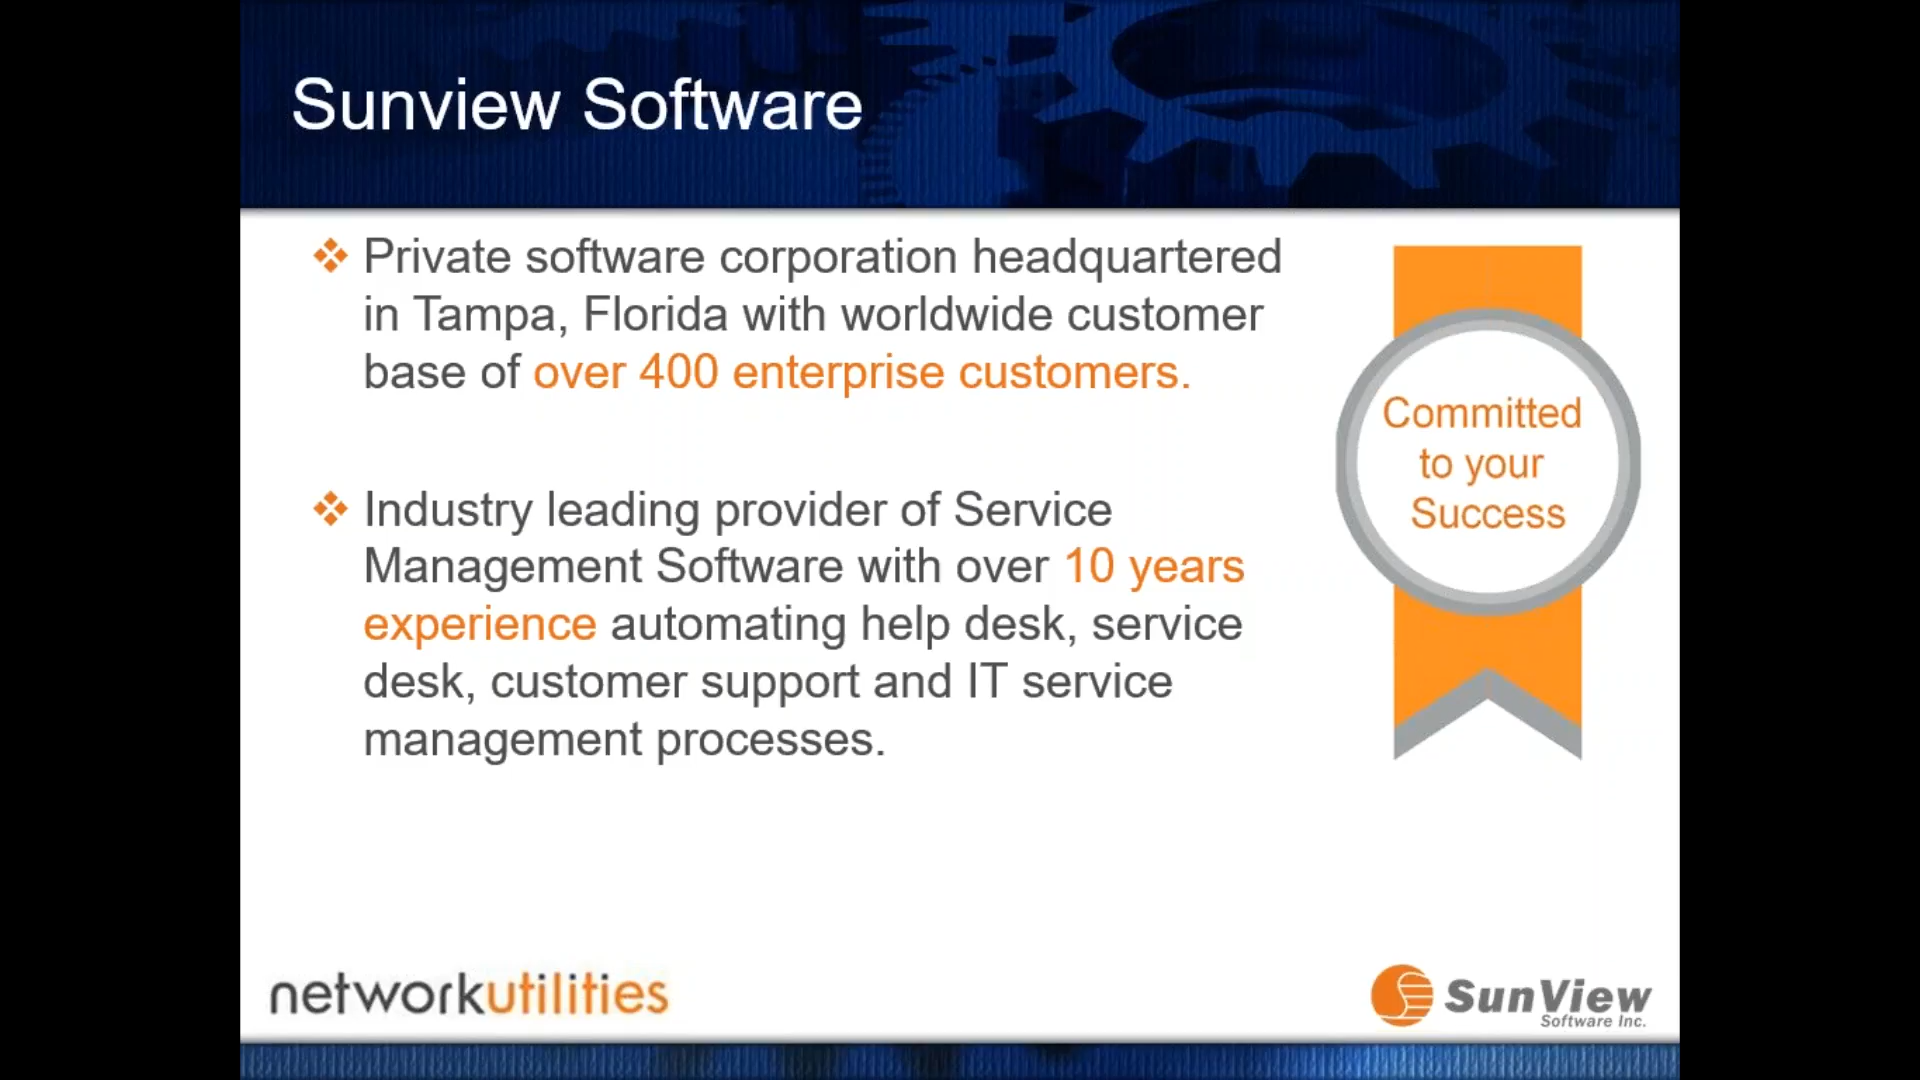 Sunview Software
❖ Private software corporation headquartered
in Tampa, Florida with worldwide customer
base of over 400 enterprise customers.
❖ Industry leading provider of Service
Management Software with over 10 years
experience automating help desk, service
desk, customer support and IT service
management processes.
Committed
to your
Success
networkutilities
SunView
Software Inc.